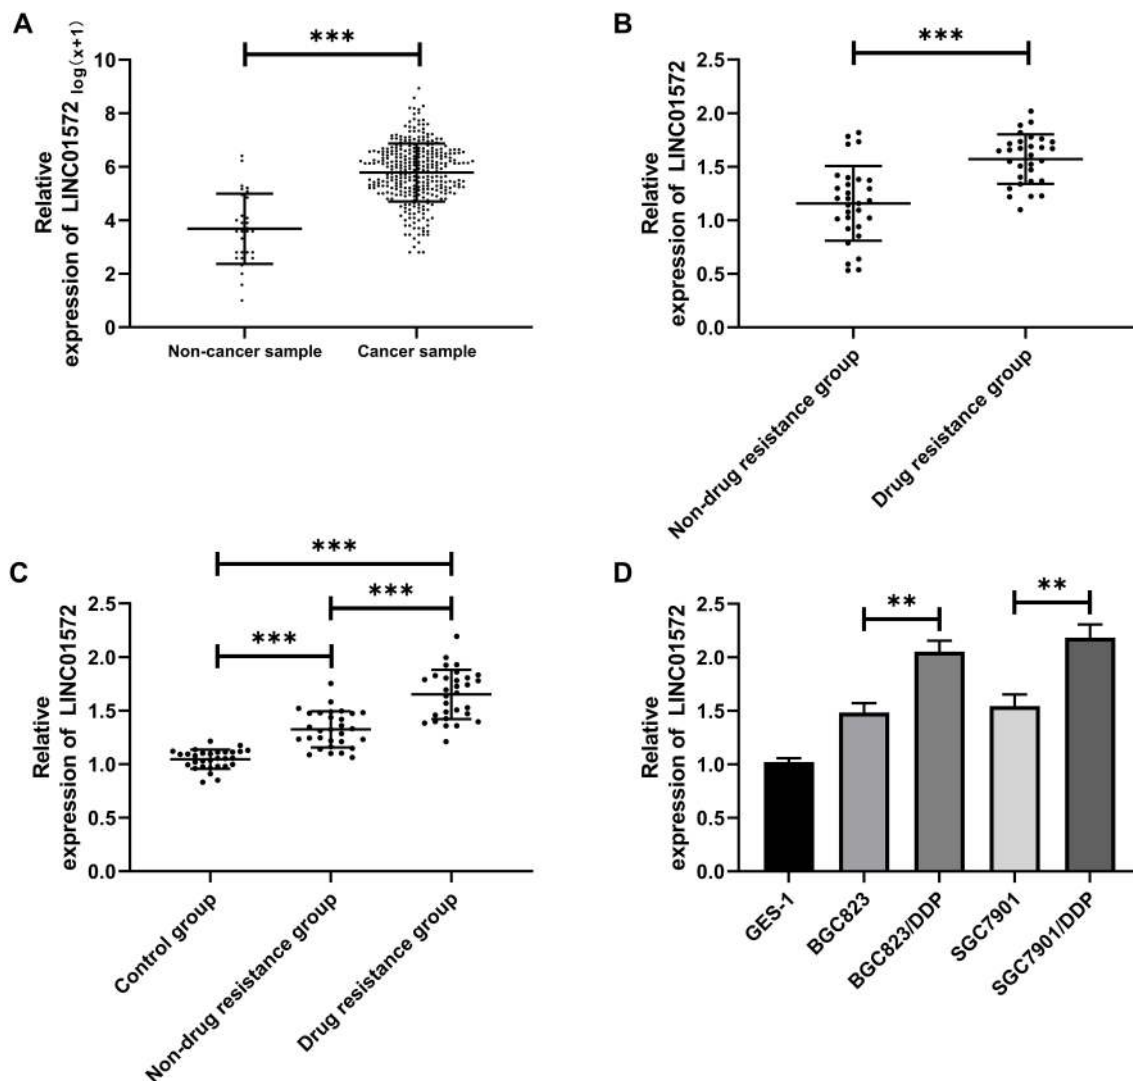 A
***
Relative
expression of LINC01572 log(x+1)
10
8
6
4
2
0
Non-cancer sample
Cancer sample
B
***
Relative
expression of LINC01572
2.5
2.0
1.5
1.0
0.5
0.0
Non-drug resistance group
Drug resistance group
C
***
***
***
Relative
expression of LINC01572
2.5
2.0
1.5
1.0
0.5
0.0
Control group
Non-drug resistance group
Drug resistance group
D
**
**
Relative
expression of LINC01572
2.5
2.0
1.5
1.0
0.5
0.0
GES-1
BGC823
BGC823/DDP
SGC7901
SGC7901/DDP